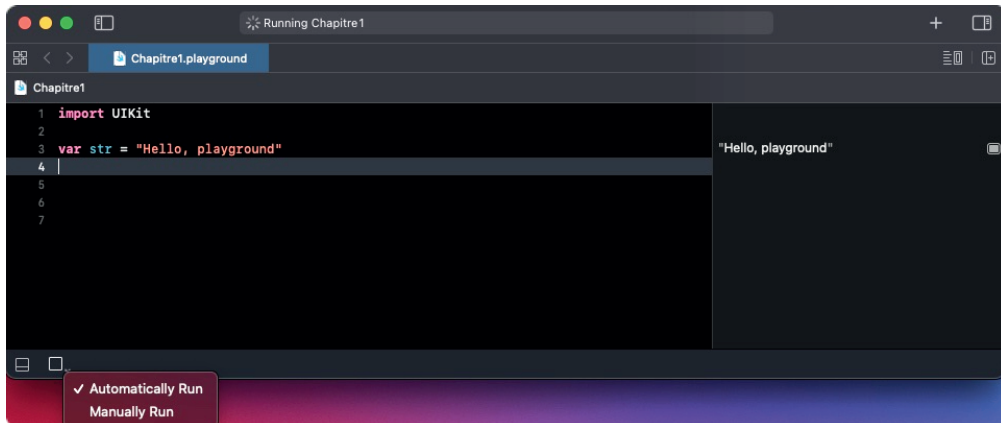 Running Chapitre1
Chapitre1.playground
Chapitre1
1 import UIKit
2
3 var str = "Hello, playground"
"Hello, playground"
4
5
6
7
✓ Automatically Run
Manually Run